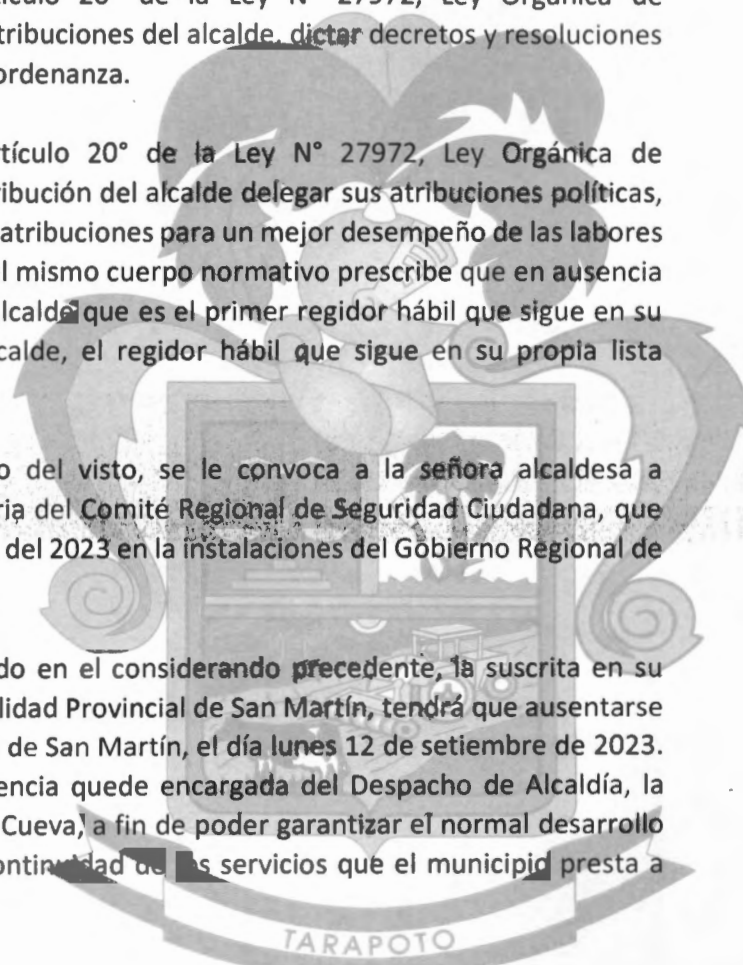 tículo 20° de la Ley N° 27972, Ley Orgánica de
tribuciones del alcalde, dictar decretos y resoluciones
ordenanza.
tículo 20° de la Ley N° 27972, Ley Orgánica de
ribución del alcalde delegar sus atribuciones políticas,
atribuciones para un mejor desempeño de las labores
l mismo cuerpo normativo prescribe que en ausencia
lcalde que es el primer regidor hábil que sigue en su
calde, el regidor hábil que sigue en su propia lista
o del visto, se le convoca a la señora alcaldesa a
ria del Comité Regional de Seguridad Ciudadana, que
del 2023 en la instalaciones del Gobierno Regional de
do en el considerando precedente, la suscrita en su
lidad Provincial de San Martín, tendrá que ausentarse
de San Martín, el día lunes 12 de setiembre de 2023.
encia quede encargada del Despacho de Alcaldía, la
Cueva, a fin de poder garantizar el normal desarrollo
servicios que el municipio presta a
TARAPOTO